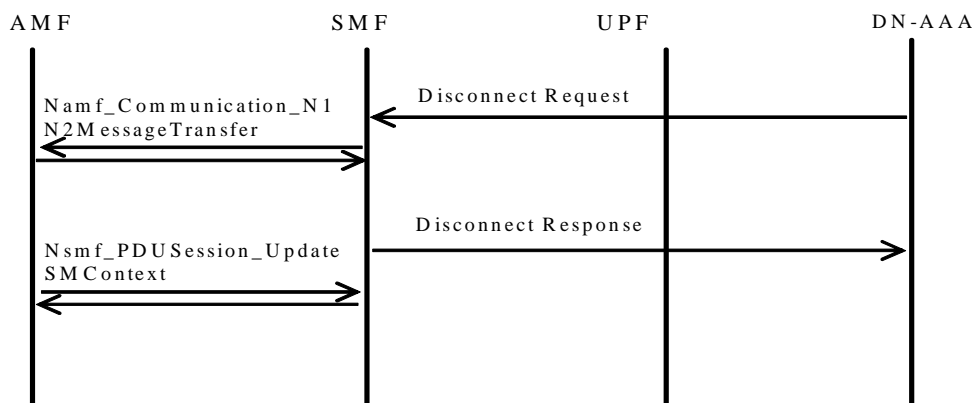 AMF
SMF
UPF
DN-AAA
Disconnect Request
Namf_Communication_N1
N2MessageTransfer
Disconnect Response
Nsmf_PDUSession_Update
SMContext